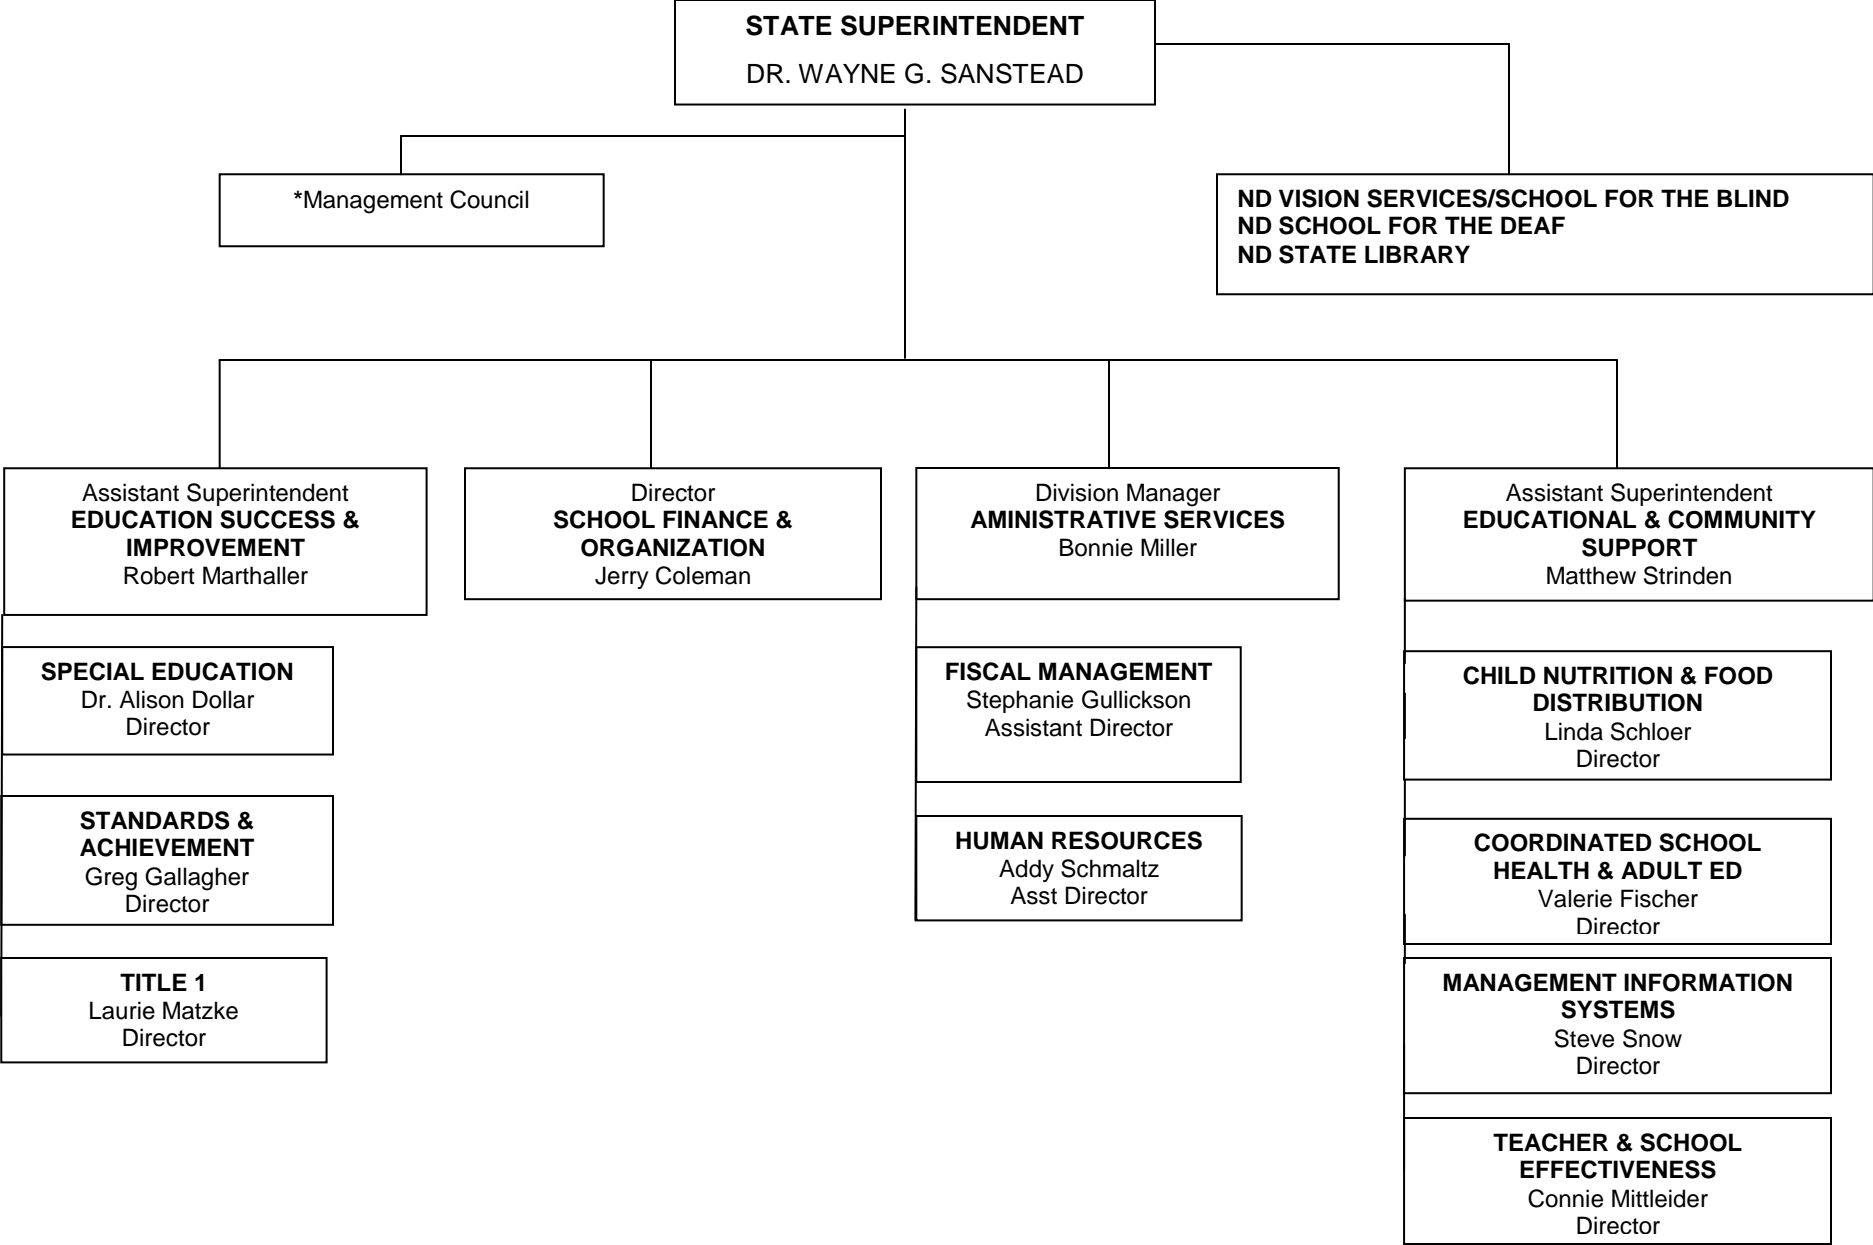 STATE SUPERINTENDENT
DR. WAYNE G. SANSTEAD
*Management Council
ND VISION SERVICES/SCHOOL FOR THE BLIND
ND SCHOOL FOR THE DEAF
ND STATE LIBRARY
Assistant Superintendent
EDUCATION SUCCESS &
IMPROVEMENT
Robert Marthaller
Director
SCHOOL FINANCE &
ORGANIZATION
Jerry Coleman
Division Manager
AMINISTRATIVE SERVICES
Bonnie Miller
Assistant Superintendent
EDUCATIONAL & COMMUNITY
SUPPORT
Matthew Strinden
SPECIAL EDUCATION
Dr. Alison Dollar
Director
STANDARDS &
ACHIEVEMENT
Greg Gallagher
Director
TITLE 1
Laurie Matzke
Director
FISCAL MANAGEMENT
Stephanie Gullickson
Assistant Director
HUMAN RESOURCES
Addy Schmaltz
Asst Director
CHILD NUTRITION & FOOD
DISTRIBUTION
Linda Schloer
Director
COORDINATED SCHOOL
HEALTH & ADULT ED
Valerie Fischer
Director
MANAGEMENT INFORMATION
SYSTEMS
Steve Snow
Director
TEACHER & SCHOOL
EFFECTIVENESS
Connie Mittleider
Director